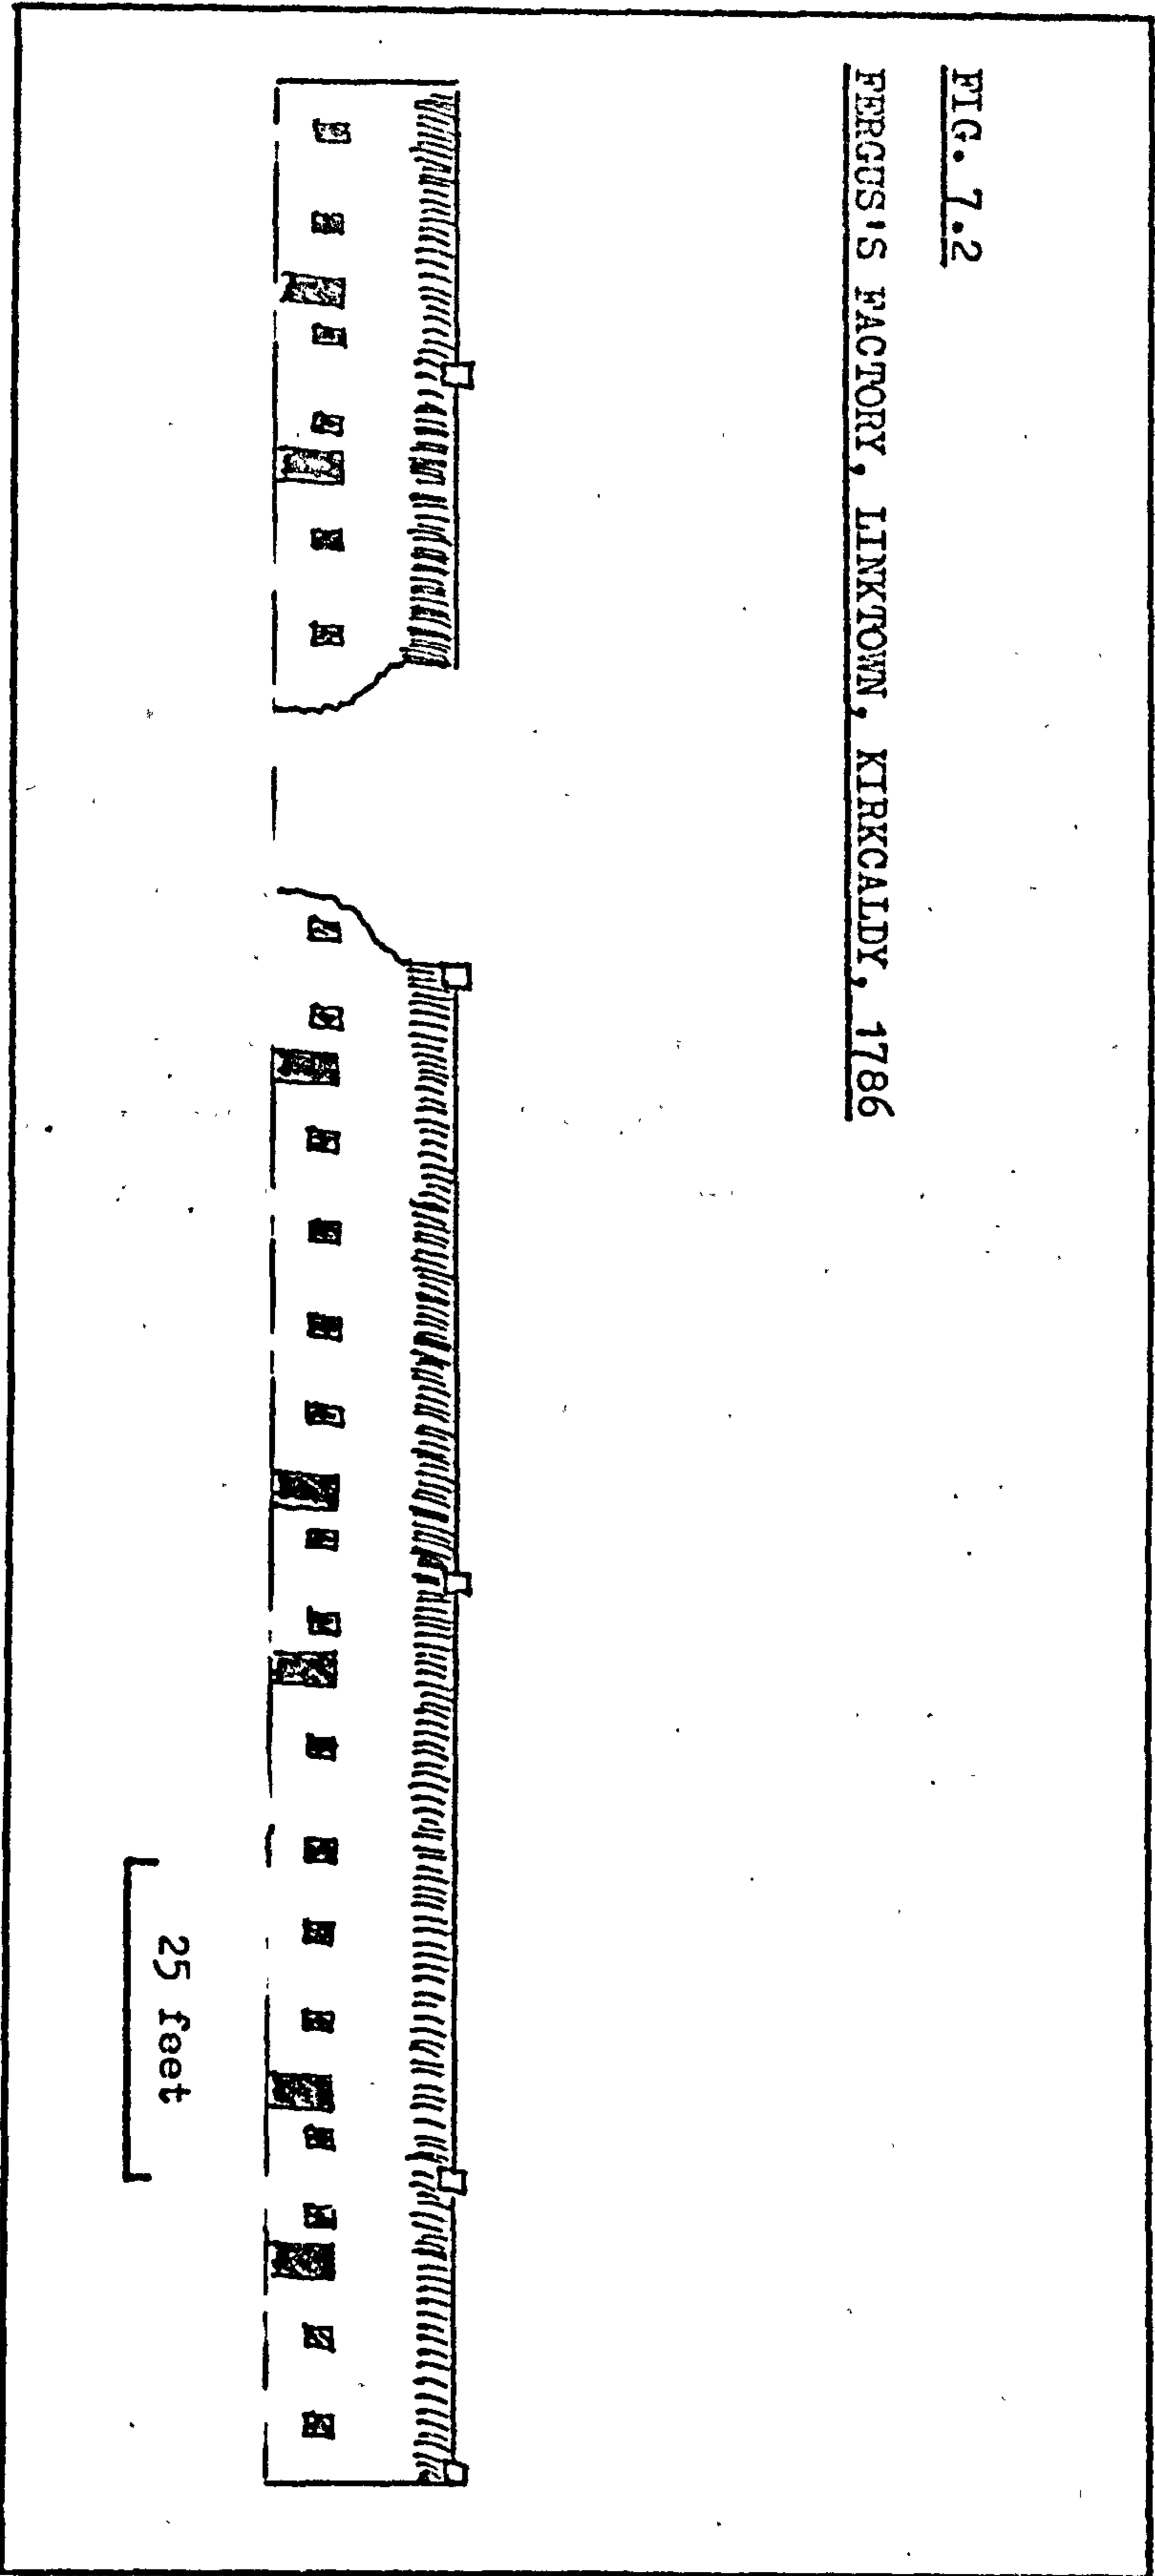 FIG. 7.2
FERGUS'S FACTORY, LINKTOWN, KIRKCALDY, 1786
25 feet